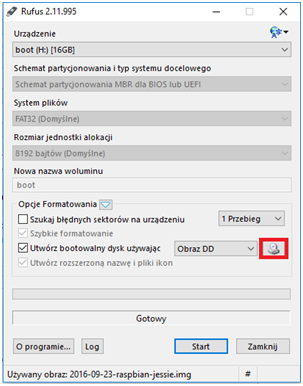 Rufus 2.11.995
Urządzenie
boot (H:) [16GB]
Schemat partycjonowania i typ systemu docelowego
Schemat partycjonowania MBR dla BIOS lub UEFI
System plików
FAT32 (Domyślne)
Rozmiar jednostki alokacji
8192 bajtów (Domyślne)
Nowa nazwa woluminu
boot
Opcje Formatowania
Szukaj błędnych sektorów na urządzeniu 1 Przebieg
Szybkie formatowanie
Utwórz bootowalny dysk używając Obraz DD
Utwórz rozszerzoną nazwę i pliki ikon
Gotowy
O programie... Log Start Zamknij
Używany obraz: 2016-09-23-raspbian-jessie.img #